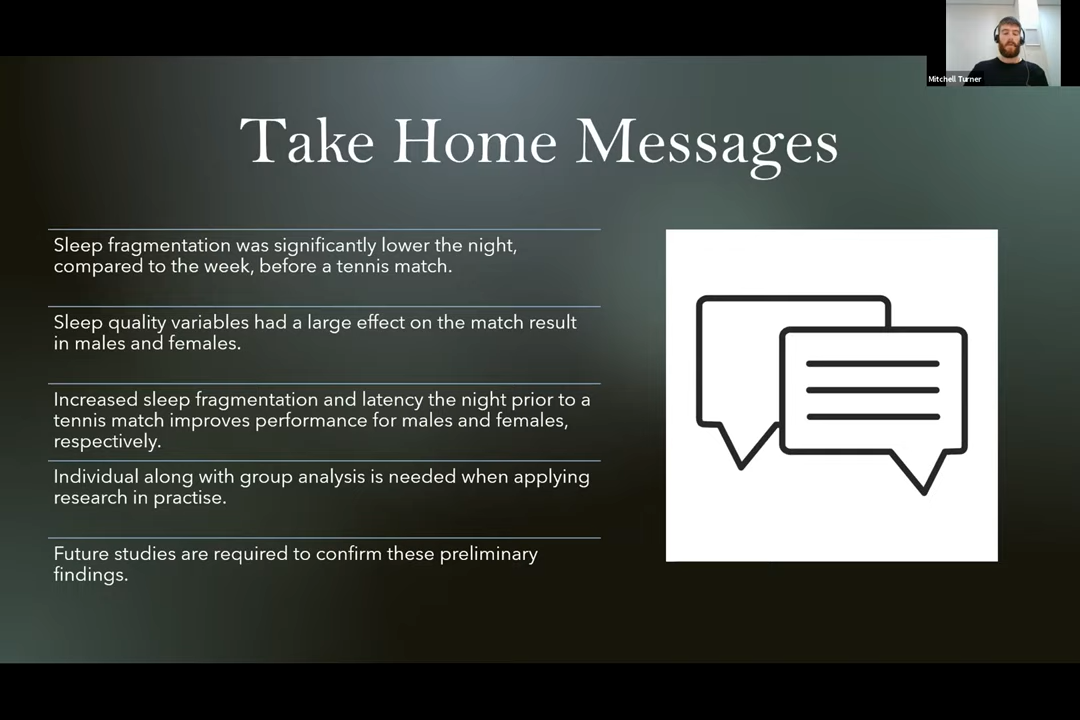 Mitchell Turner
Take Home Messages
Sleep fragmentation was significantly lower the night,
compared to the week, before a tennis match.
Sleep quality variables had a large effect on the match result
in males and females.
Increased sleep fragmentation and latency the night prior to a
tennis match improves performance for males and females,
respectively.
Individual along with group analysis is needed when applying
research in practise.
Future studies are required to confirm these preliminary
findings.